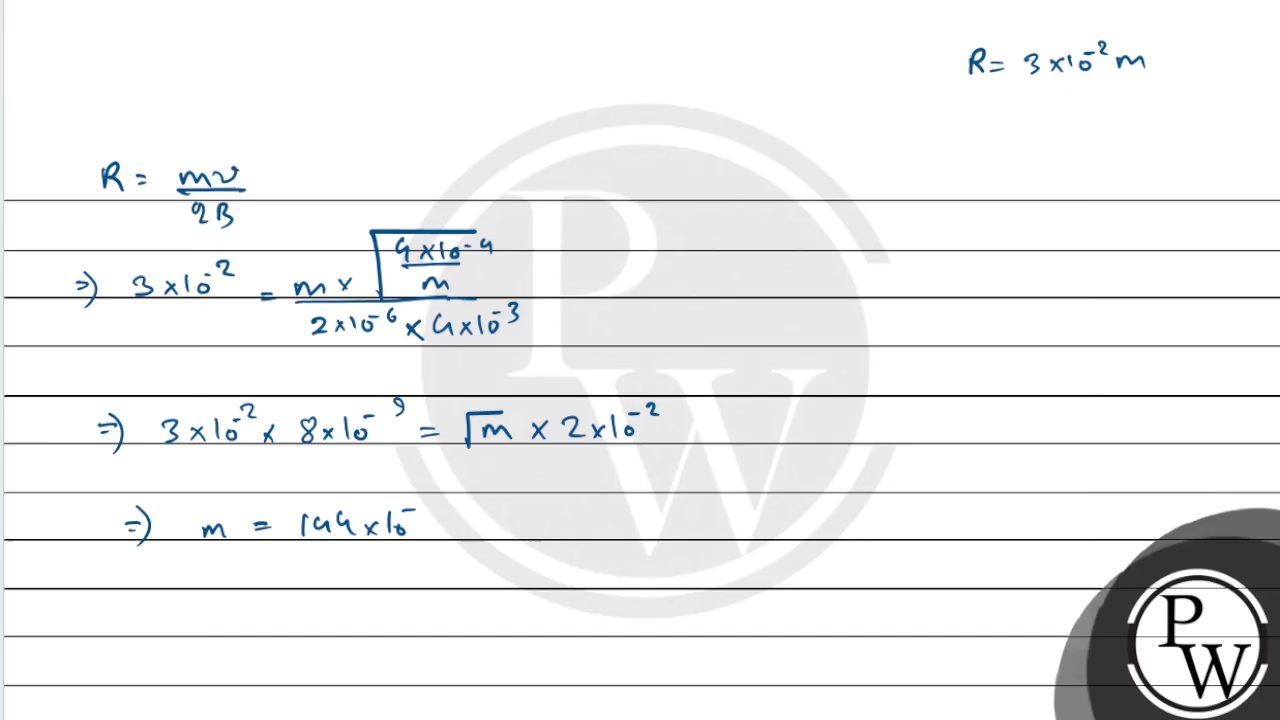 R = 3 × 10⁻² m
R = mv / qB
⇒) 3 × 10⁻² = m × √(4 × 10⁻⁴ / m) / 2 × 10⁻⁶ × 4 × 10⁻³
⇒) 3 × 10⁻² × 8 × 10⁻⁹ = √m × 2 × 10⁻²
⇒) m = 144 × 10⁻
P
W
P
W